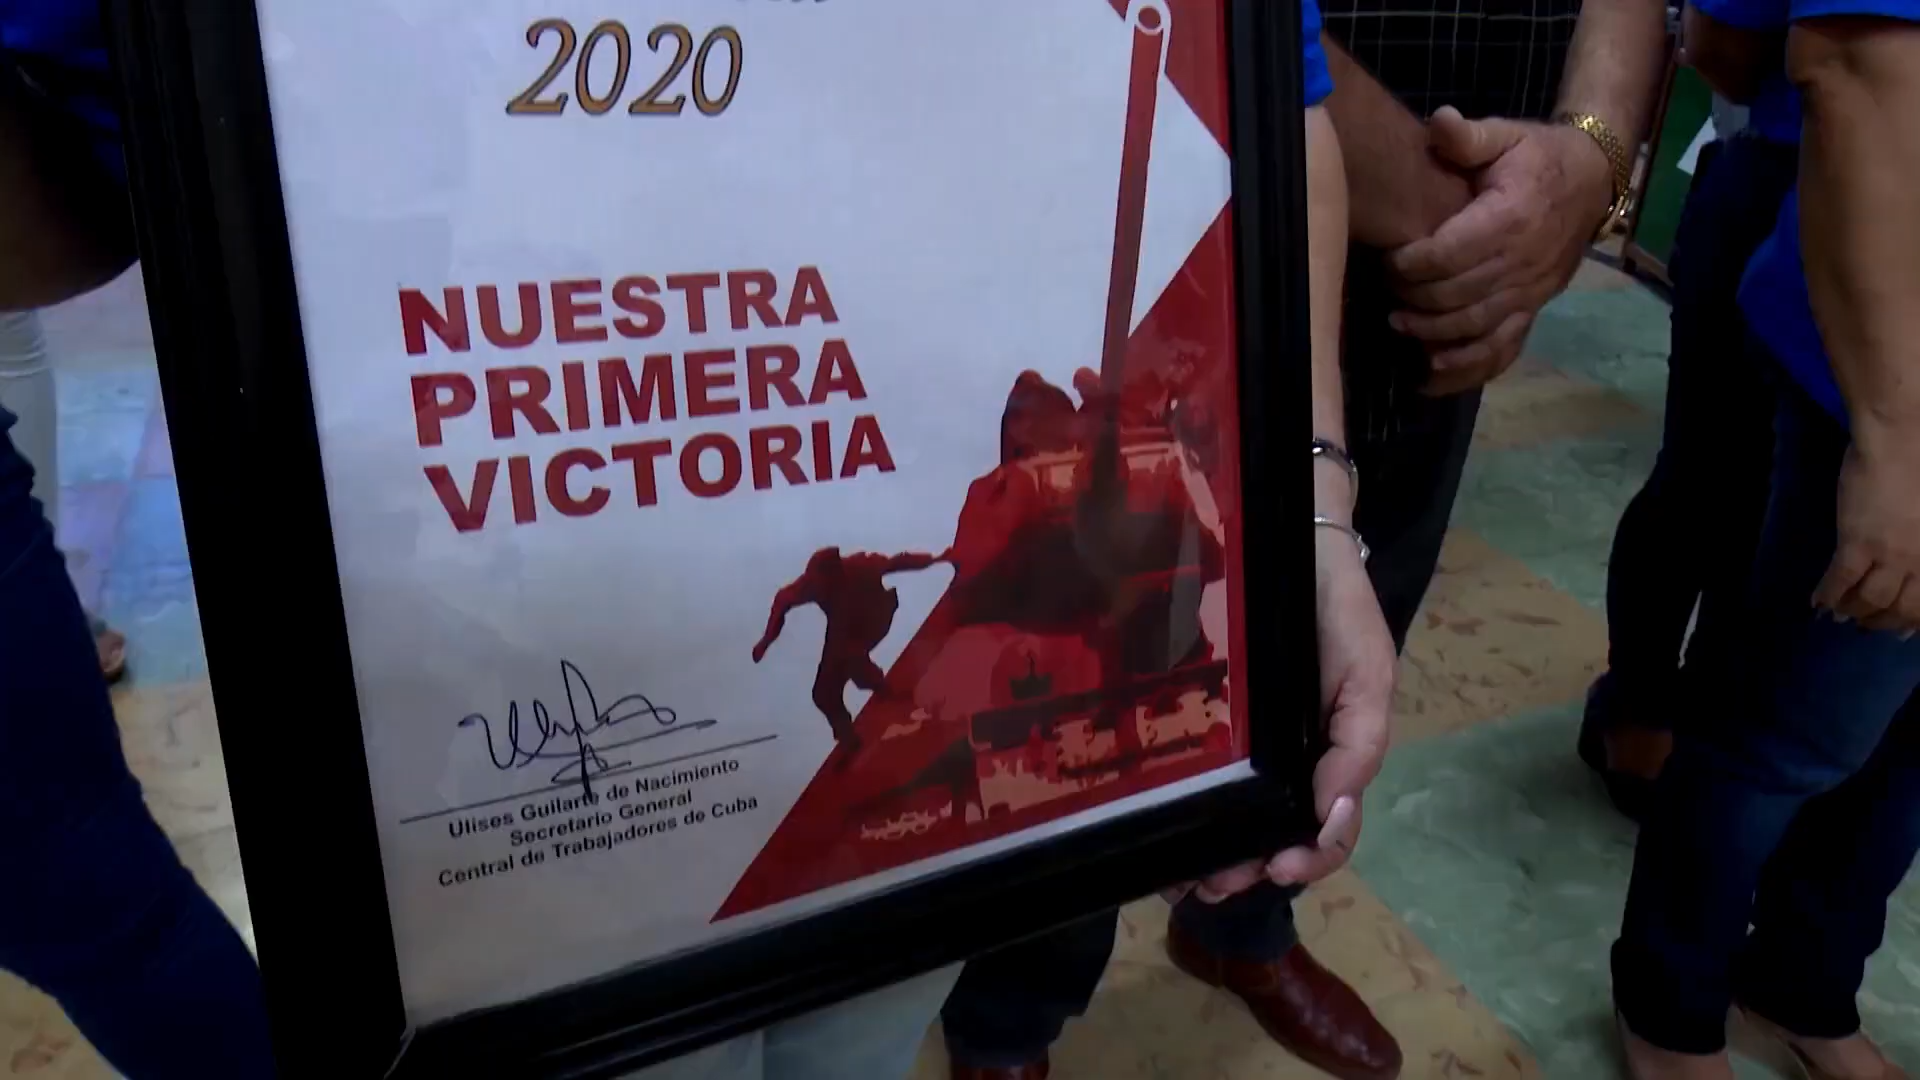 2020
NUESTRA
PRIMERA
VICTORIA
Ulises Guilarte de Nacimiento
Secretario General
Central de Trabajadores de Cuba